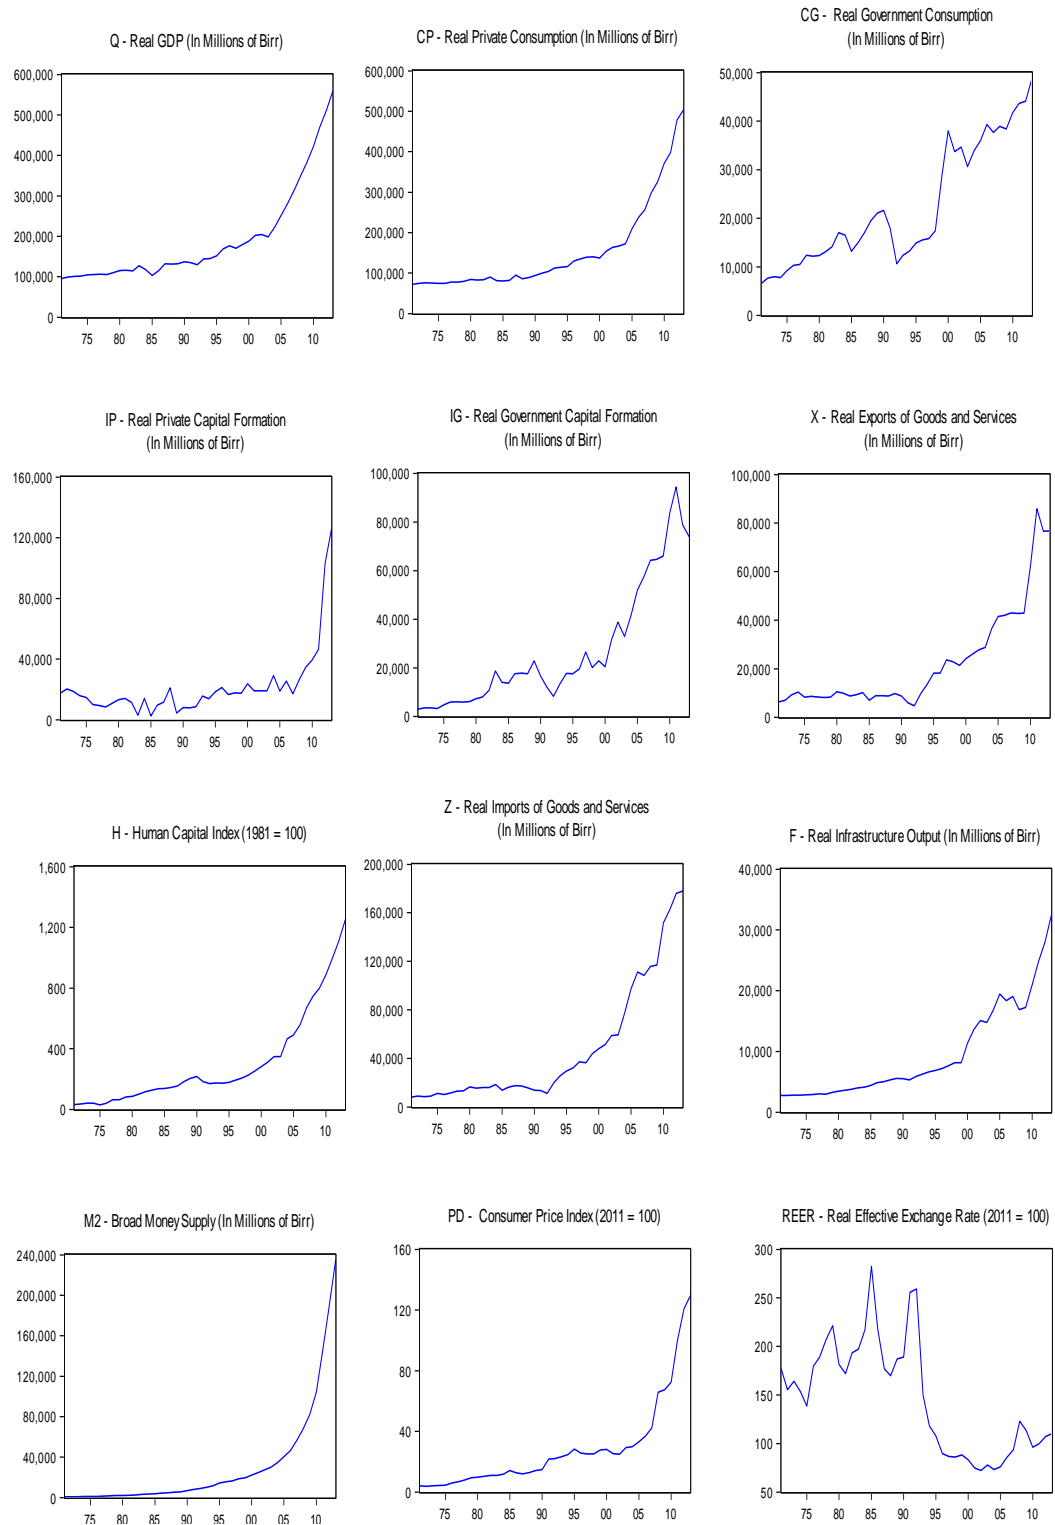 Q - Real GDP (In Millions of Birr)
600,000
500,000
400,000
300,000
200,000
100,000
0
75 80 85 90 95 00 05 10
CP - Real Private Consumption (In Millions of Birr)
600,000
500,000
400,000
300,000
200,000
100,000
0
75 80 85 90 95 00 05 10
CG - Real Government Consumption
(In Millions of Birr)
50,000
40,000
30,000
20,000
10,000
0
75 80 85 90 95 00 05 10
IP - Real Private Capital Formation
(In Millions of Birr)
160,000
120,000
80,000
40,000
0
75 80 85 90 95 00 05 10
IG - Real Government Capital Formation
(In Millions of Birr)
100,000
80,000
60,000
40,000
20,000
0
75 80 85 90 95 00 05 10
X - Real Exports of Goods and Services
(In Millions of Birr)
100,000
80,000
60,000
40,000
20,000
0
75 80 85 90 95 00 05 10
H - Human Capital Index (1981 = 100)
1,600
1,200
800
400
0
75 80 85 90 95 00 05 10
Z - Real Imports of Goods and Services
(In Millions of Birr)
200,000
160,000
120,000
80,000
40,000
0
75 80 85 90 95 00 05 10
F - Real Infrastructure Output (In Millions of Birr)
40,000
30,000
20,000
10,000
0
75 80 85 90 95 00 05 10
M2 - Broad Money Supply (In Millions of Birr)
240,000
200,000
160,000
120,000
80,000
40,000
0
75 80 85 90 95 00 05 10
PD - Consumer Price Index (2011 = 100)
160
120
80
40
0
75 80 85 90 95 00 05 10
REER - Real Effective Exchange Rate (2011 = 100)
300
250
200
150
100
50
75 80 85 90 95 00 05 10